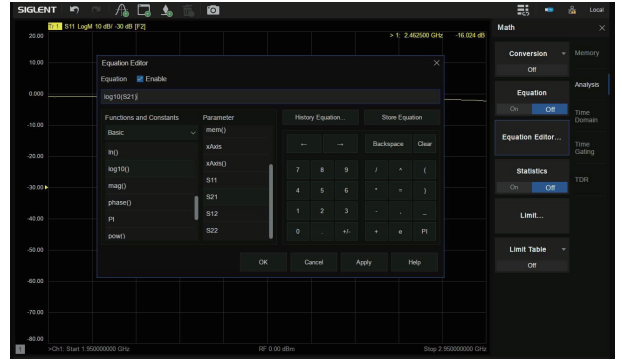 SIGLENT
Local
Tr 1 S11 LogM 10 dB/ -30 dB [F2]
> 1: 2.462500 GHz -16.024 dB
20.00
10.00
0.000
-10.00
-20.00
-30.00
-40.00
-50.00
-60.00
-70.00
-80.00
Equation Editor
Equation Enable
log10(S21)
Functions and Constants
Basic
ln()
log10()
mag()
phase()
PI
pow()
Parameter
mem()
xAxis
xAxis()
S11
S21
S12
S22
History Equation...
Store Equation
← → Backspace Clear
7 8 9 / ^ (
4 5 6 * = )
1 2 3 - , _
0 . +/- + e PI
OK Cancel Apply Help
1 >Ch1: Start 1.950000000 GHz RF 0.00 dBm Stop 2.950000000 GHz
Math
Conversion
Off
Equation
On Off
Equation Editor...
Statistics
On Off
Limit...
Limit Table
Off
Memory
Analysis
Time
Domain
Time
Gating
TDR